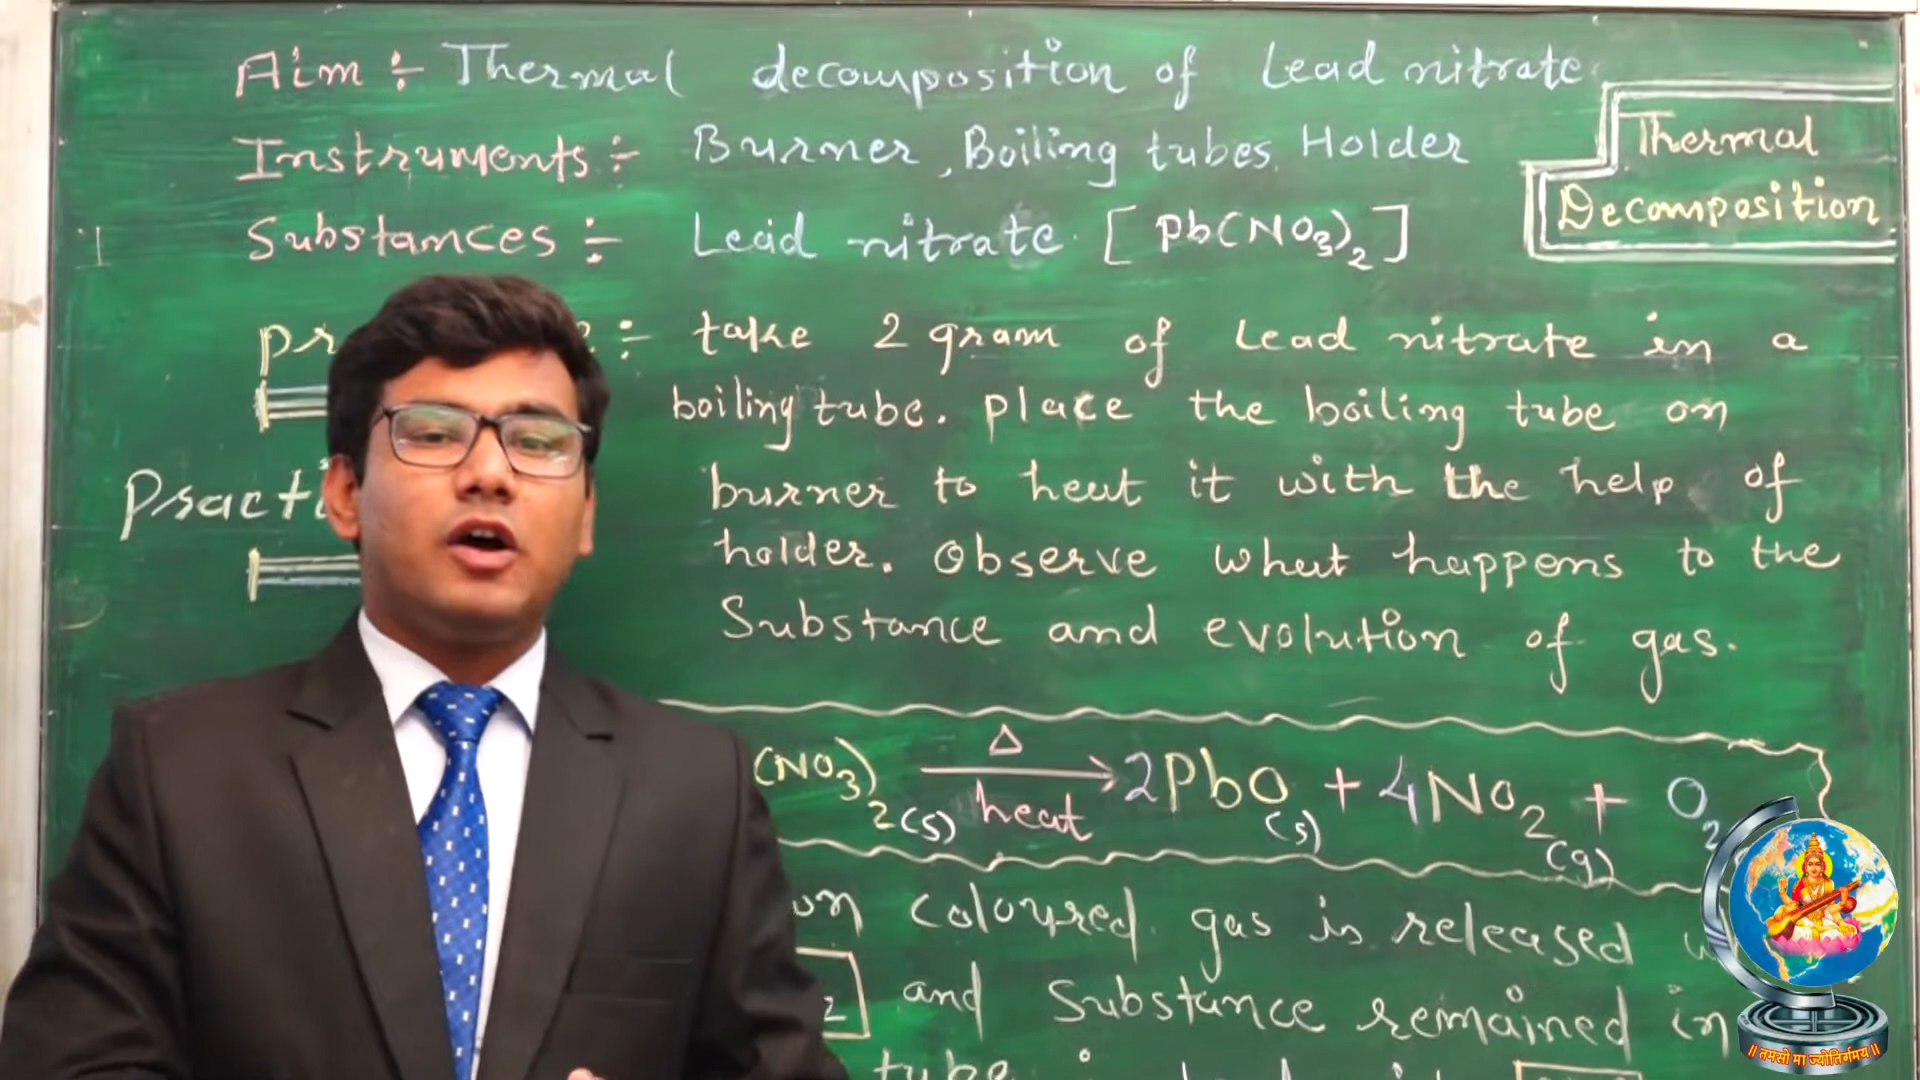 Aim ÷ Thermal decomposition of Lead nitrate
Instruments ÷ Burner, Boiling tubes, Holder
Thermal
Decomposition
Substances ÷ Lead nitrate [Pb(NO3)2]
÷ take 2 gram of Lead nitrate in a
boiling tube. Place the boiling tube on
burner to heat it with the help of
holder. Observe what happens to the
Substance and evolution of gas.
(NO3)2(s) Δ heat → 2PbO(s) + 4NO2(g) + O2
coloured gas is released
and Substance remained in
tube
॥ तमसो मा ज्योतिर्गमय ॥